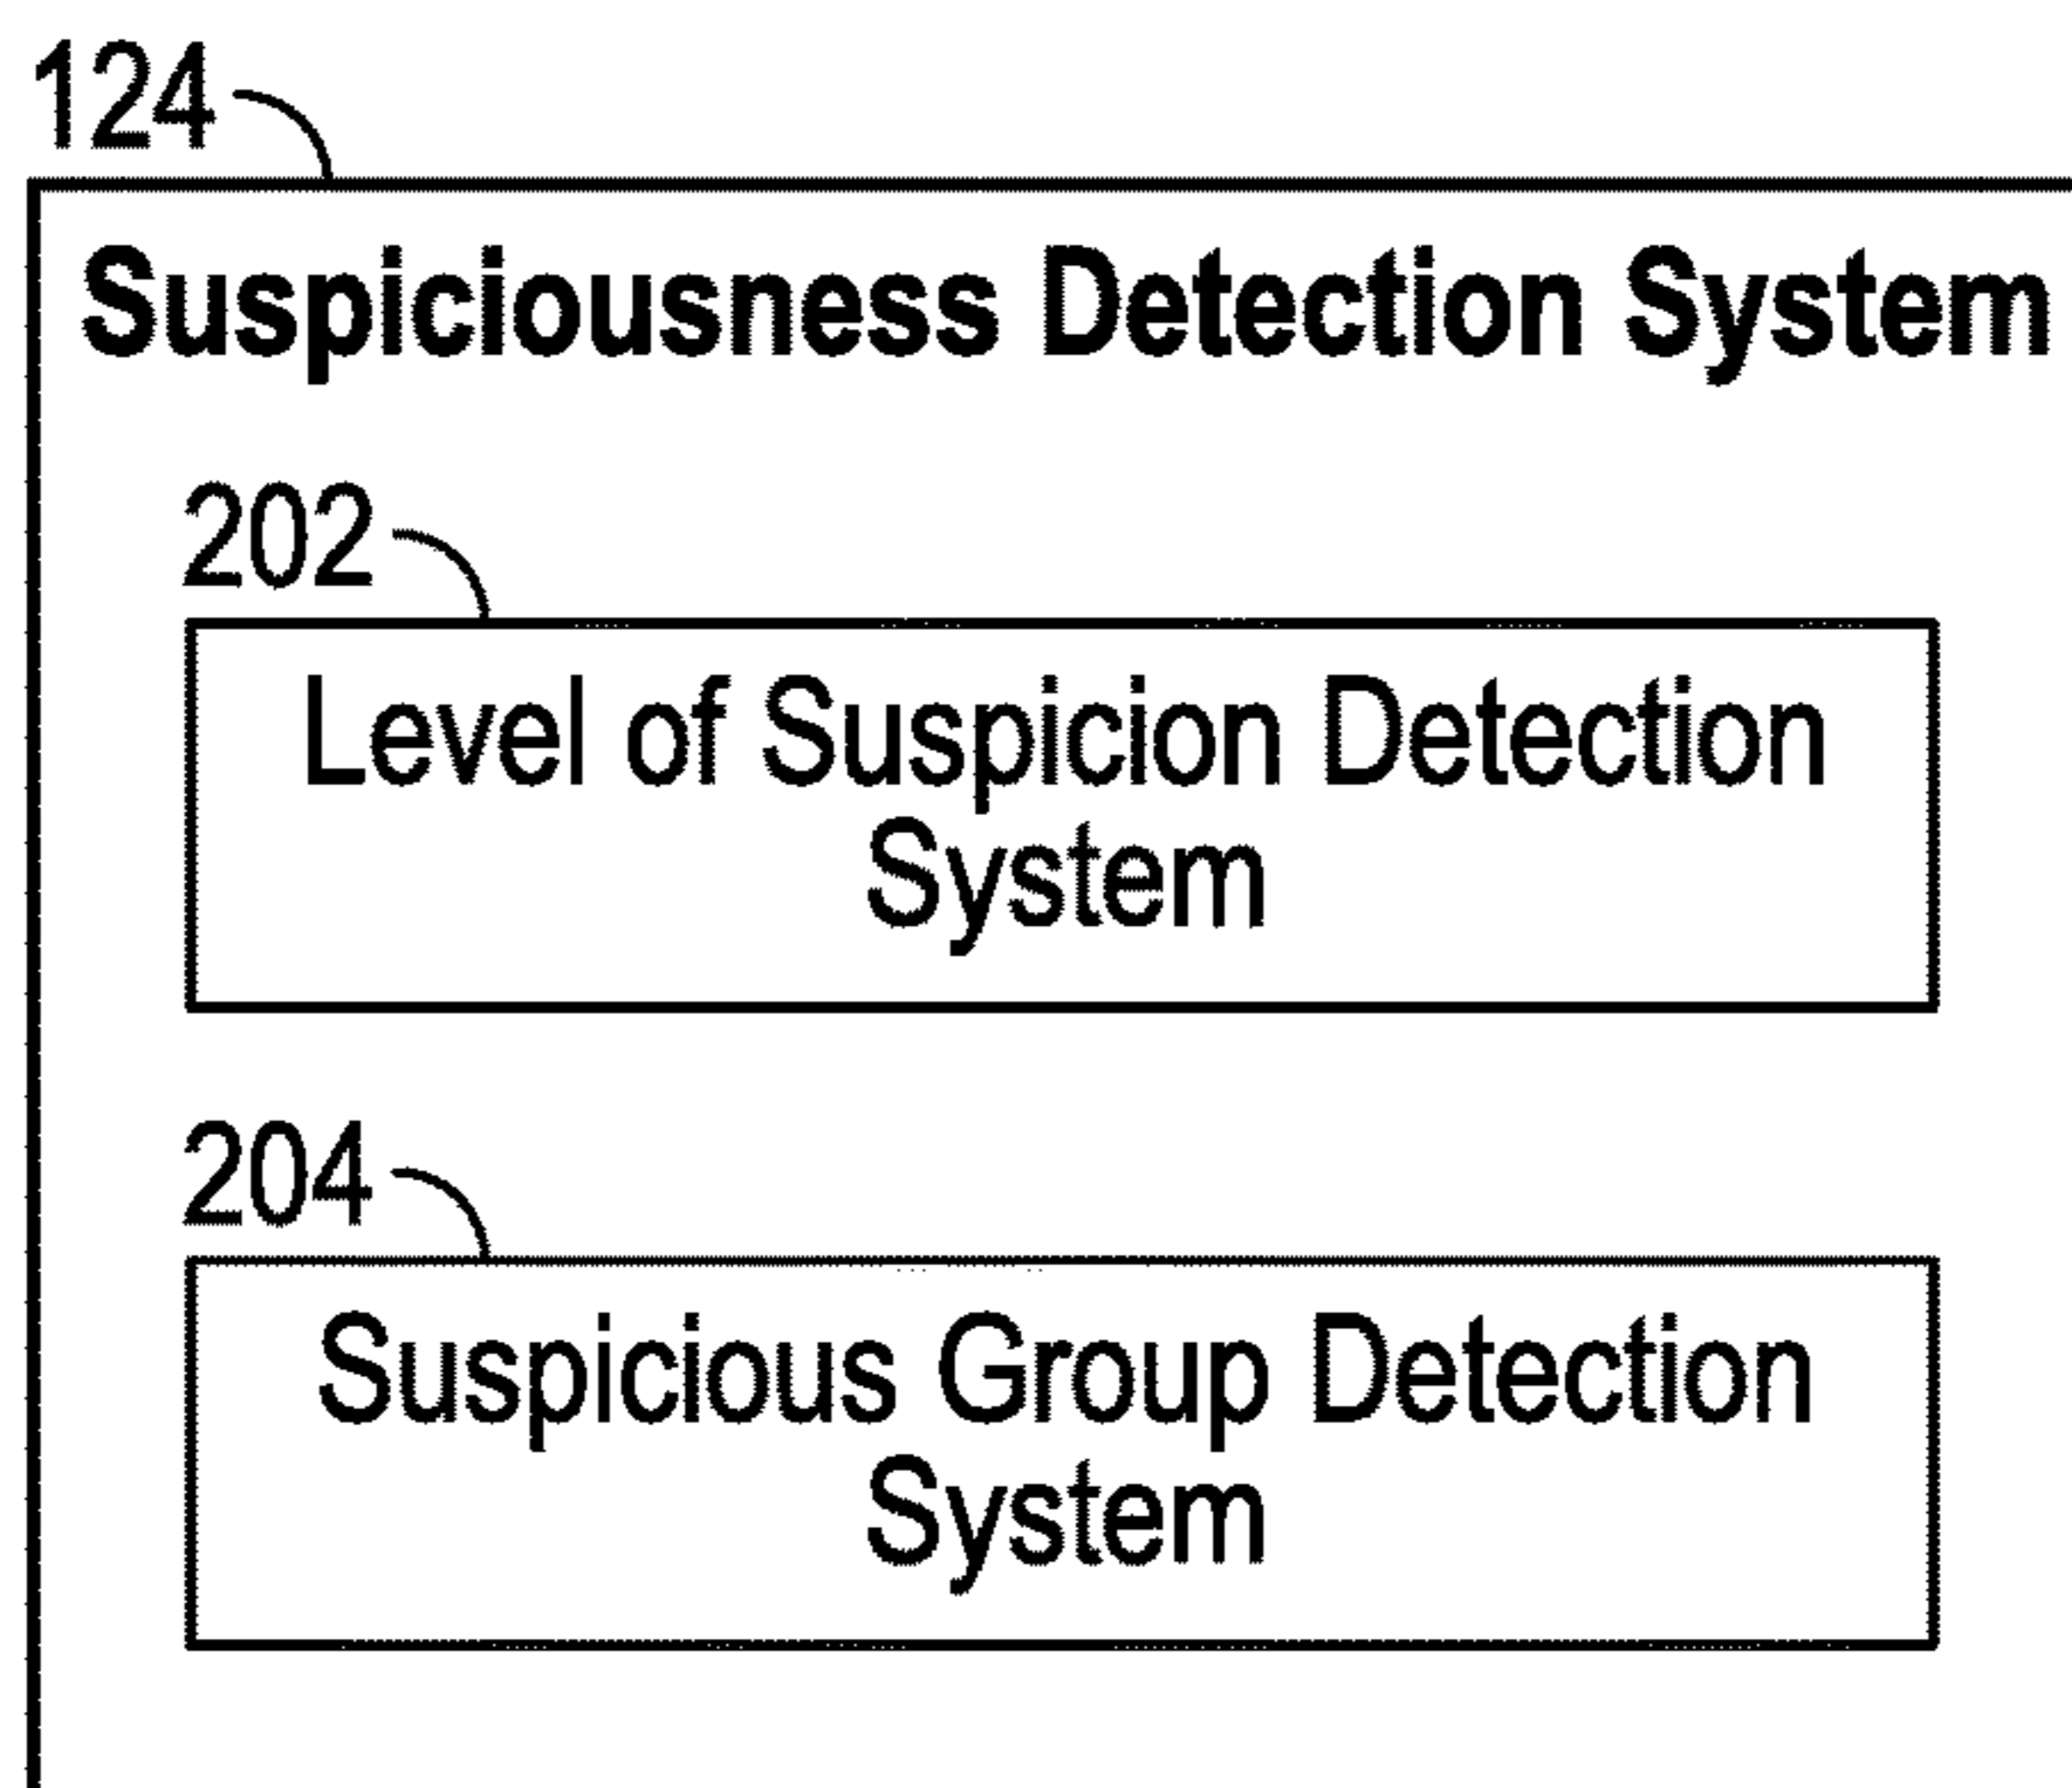 124
Suspiciousness Detection System
202
Level of Suspicion Detection
System
204
Suspicious Group Detection
System